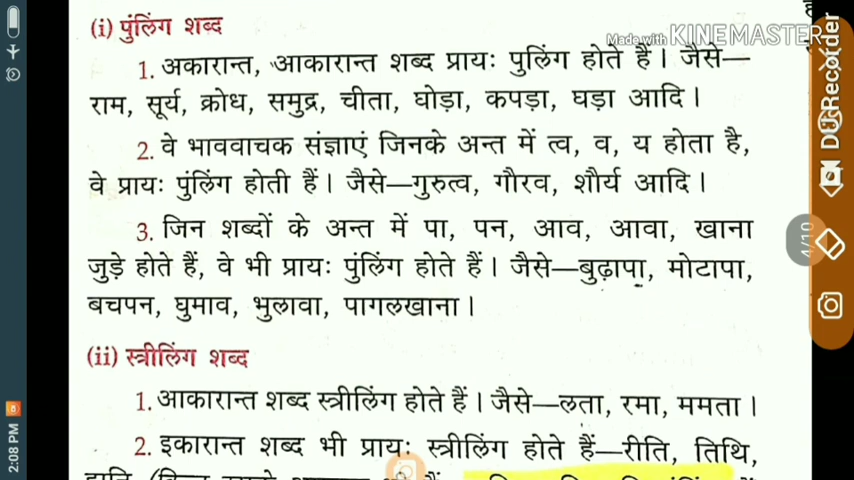 (i) पुंलिंग शब्द
Made with KINEMASTER
1. अकारान्त, आकारान्त शब्द प्रायः पुलिंग होते हैं। जैसे—
राम, सूर्य, क्रोध, समुद्र, चीता, घोड़ा, कपड़ा, घड़ा आदि।
2. वे भाववाचक संज्ञाएं जिनके अन्त में त्व, व, य होता है,
वे प्रायः पुंलिंग होती हैं। जैसे—गुरुत्व, गौरव, शौर्य आदि।
3. जिन शब्दों के अन्त में पा, पन, आव, आवा, खाना
जुड़े होते हैं, वे भी प्रायः पुंलिंग होते हैं। जैसे—बुढ़ापा, मोटापा,
बचपन, घुमाव, भुलावा, पागलखाना।
(ii) स्त्रीलिंग शब्द
1. आकारान्त शब्द स्त्रीलिंग होते हैं। जैसे—लता, रमा, ममता।
2. इकारान्त शब्द भी प्रायः स्त्रीलिंग होते हैं—रीति, तिथि,
DU Recorder
4/10
2:08 PM